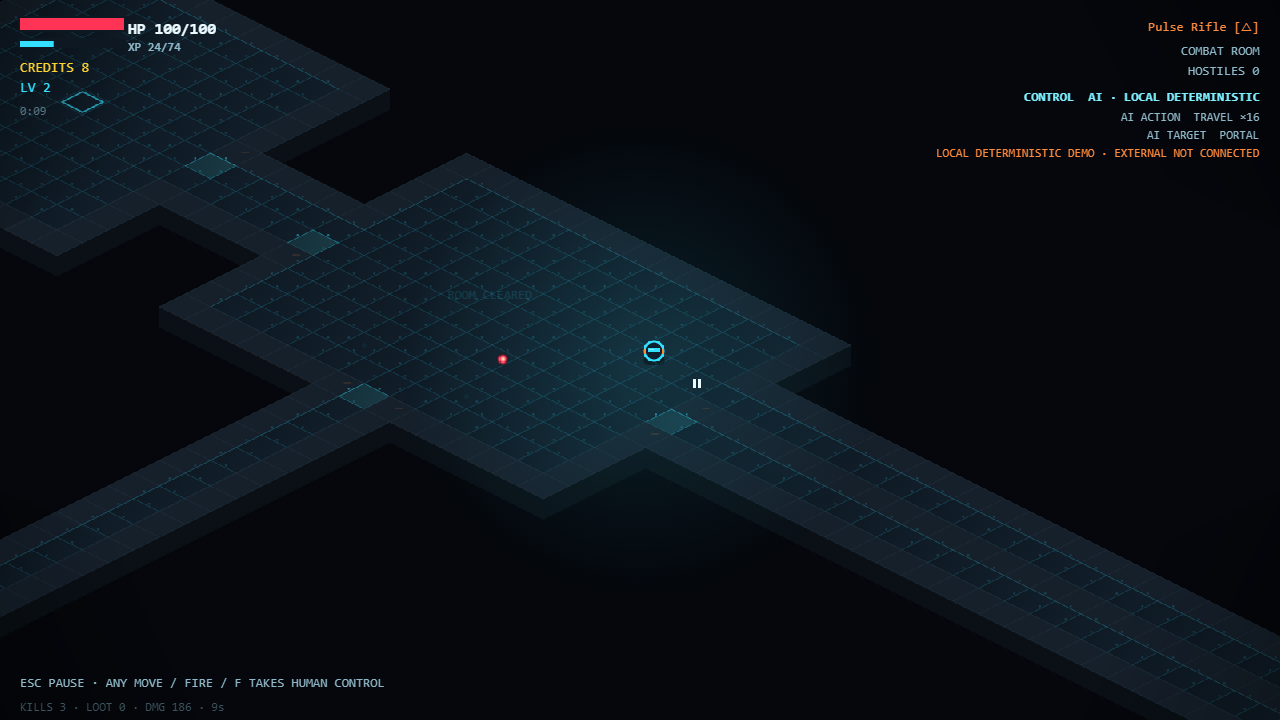 HP 100/100
XP 24/74
CREDITS 8
LV 2
0:09
Pulse Rifle [△]
COMBAT ROOM
HOSTILES 0
CONTROL AI · LOCAL DETERMINISTIC
AI ACTION TRAVEL ×16
AI TARGET PORTAL
LOCAL DETERMINISTIC DEMO · EXTERNAL NOT CONNECTED
ROOM CLEARED
ESC PAUSE · ANY MOVE / FIRE / F TAKES HUMAN CONTROL
KILLS 3 · LOOT 0 · DMG 186 · 9s